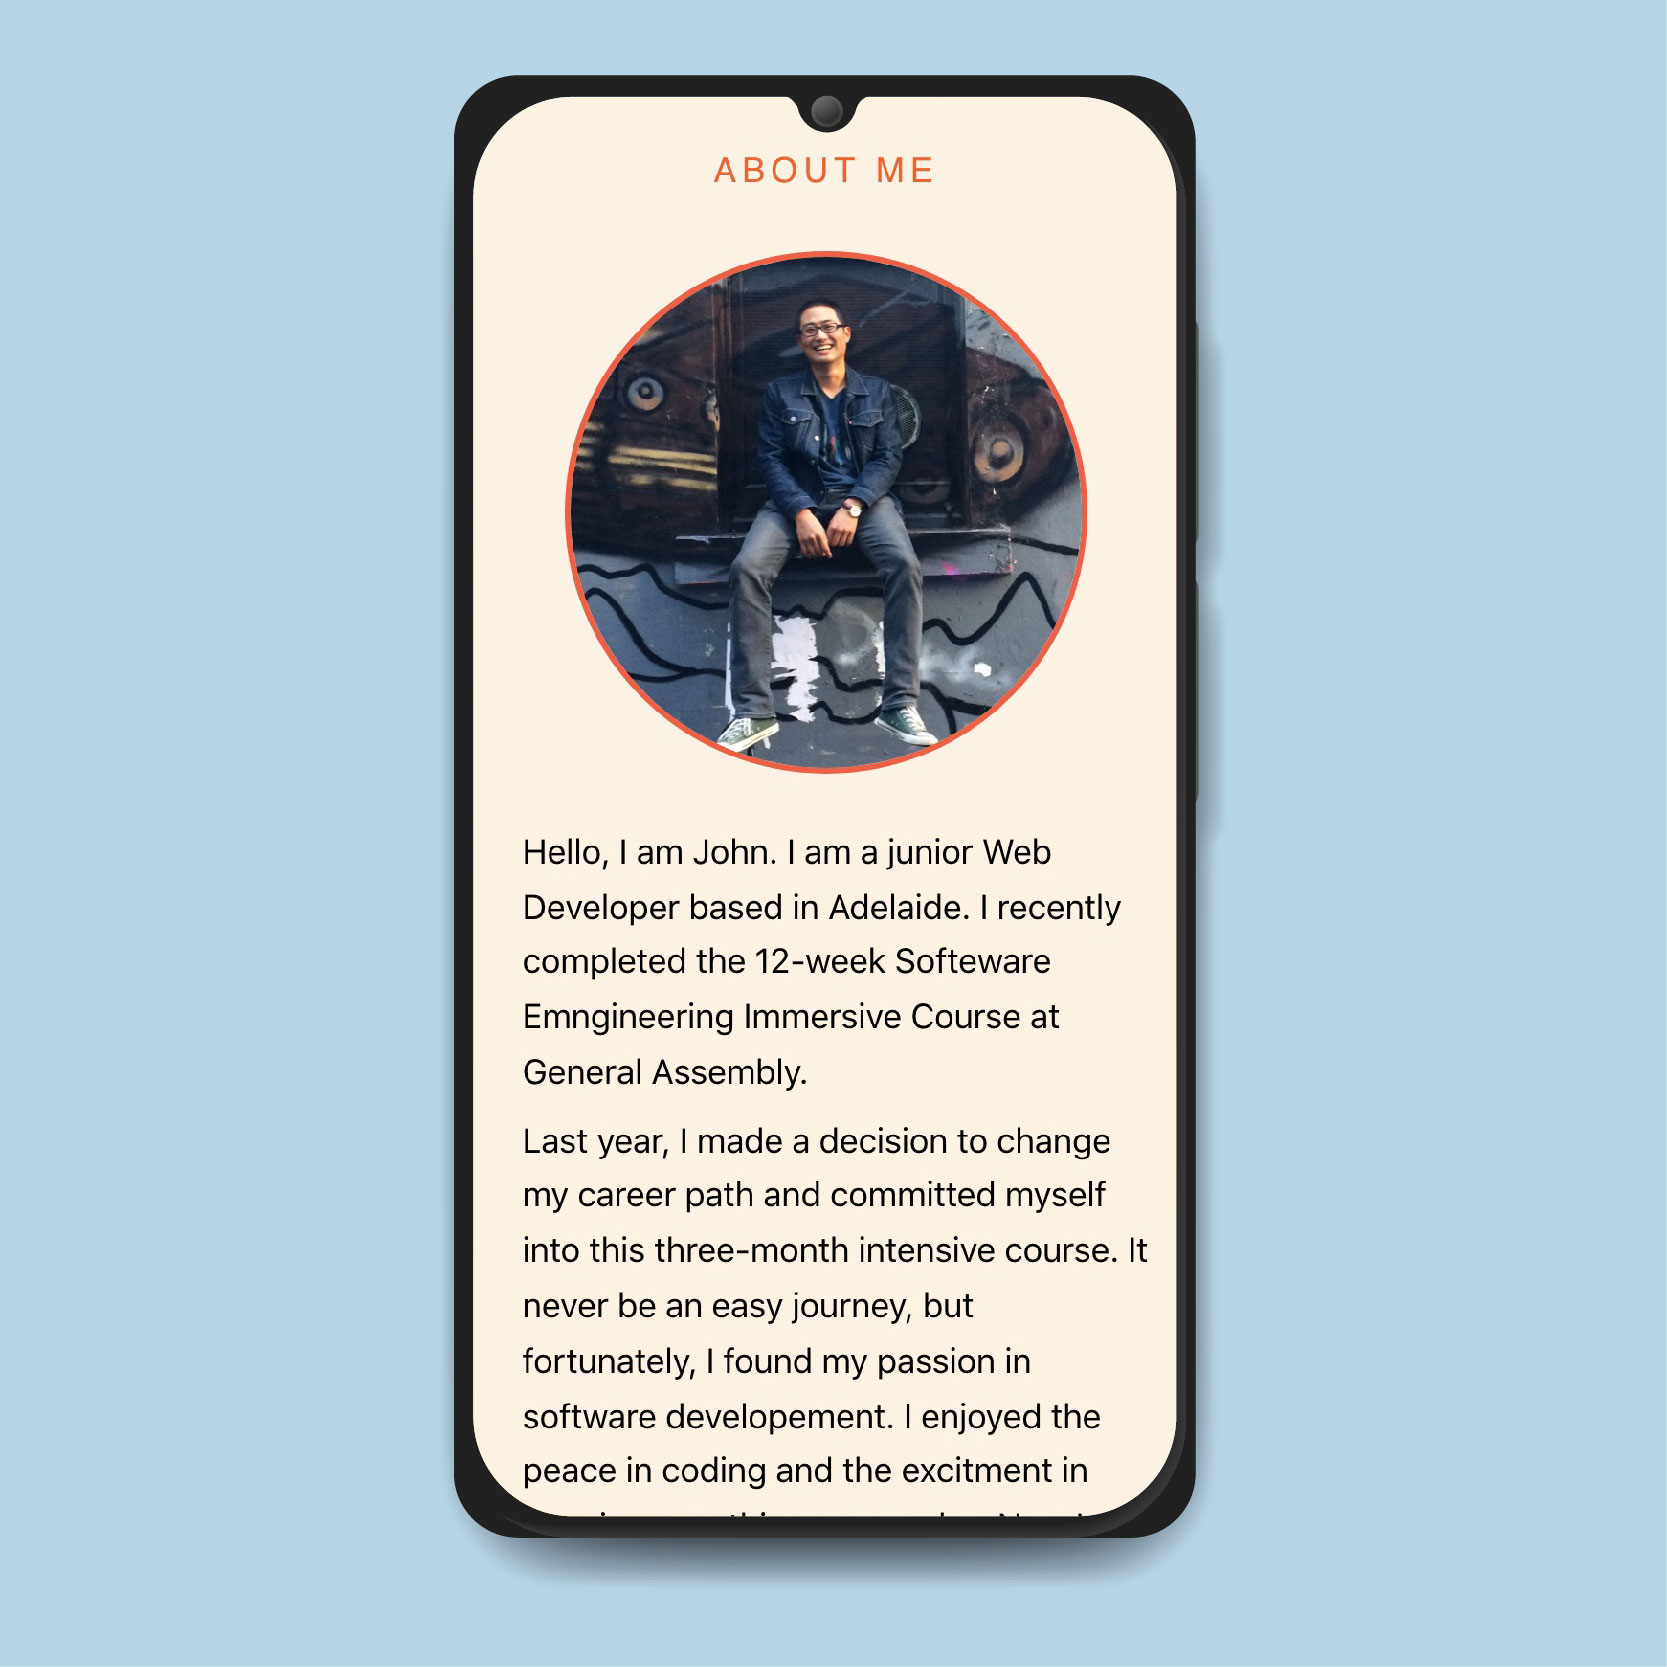 ABOUT ME
Hello, I am John. I am a junior Web
Developer based in Adelaide. I recently
completed the 12-week Softeware
Emngineering Immersive Course at
General Assembly.
Last year, I made a decision to change
my career path and committed myself
into this three-month intensive course. It
never be an easy journey, but
fortunately, I found my passion in
software developement. I enjoyed the
peace in coding and the excitment in